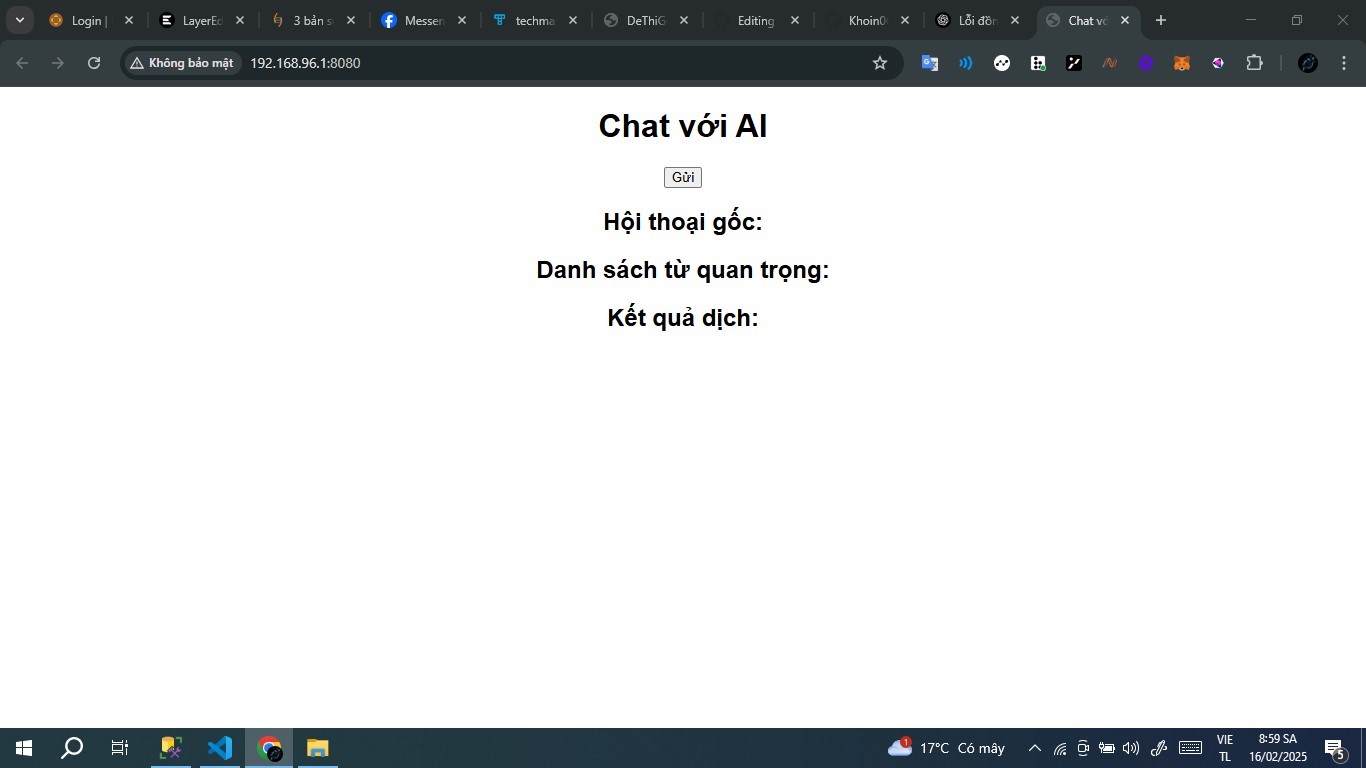 Login |
LayerEd
3 bản s
Messen
techma
DeThiG
Editing
Khoin0
Lỗi đồn
Chat vớ
Không bảo mật
192.168.96.1:8080
Chat với AI
Gửi
Hội thoại gốc:
Danh sách từ quan trọng:
Kết quả dịch:
1
17°C Có mây
VIE
TL
8:59 SA
16/02/2025
5